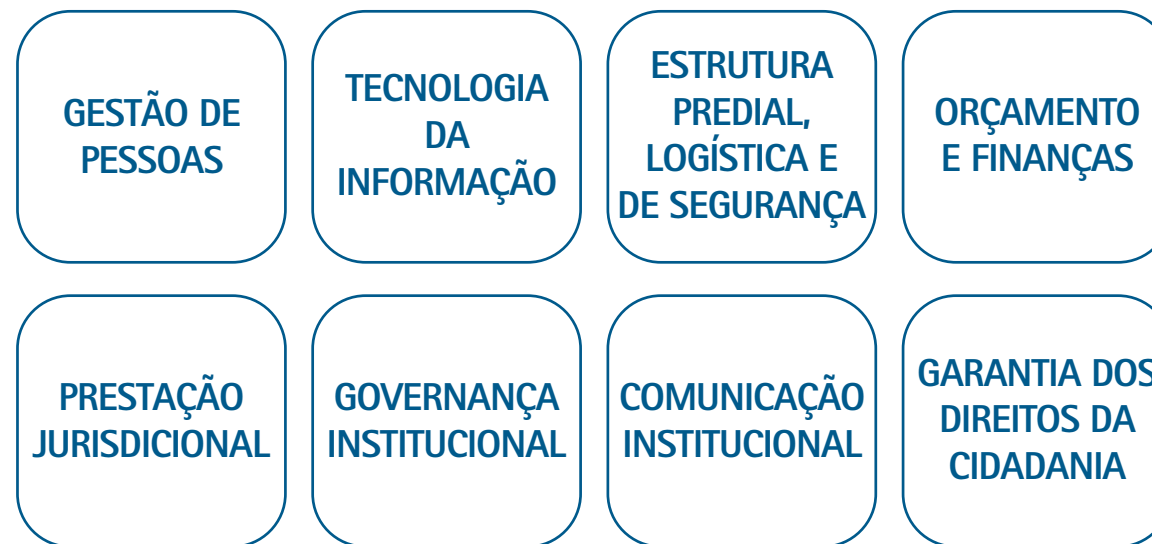 GESTÃO DE
PESSOAS
TECNOLOGIA
DA
INFORMAÇÃO
ESTRUTURA
PREDIAL,
LOGÍSTICA E
DE SEGURANÇA
ORÇAMENTO
E FINANÇAS
PRESTAÇÃO
JURISDICIONAL
GOVERNANÇA
INSTITUCIONAL
COMUNICAÇÃO
INSTITUCIONAL
GARANTIA DOS
DIREITOS DA
CIDADANIA